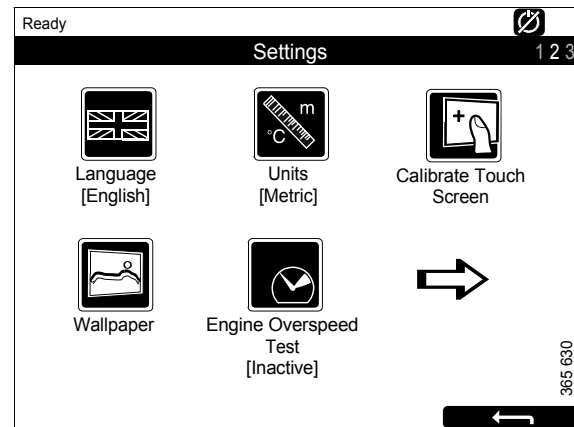 Ready
Settings
1 2 3
m
°C
+
Language
[English]
Units
[Metric]
Calibrate Touch
Screen
Wallpaper
Engine Overspeed
Test
[Inactive]
365 630